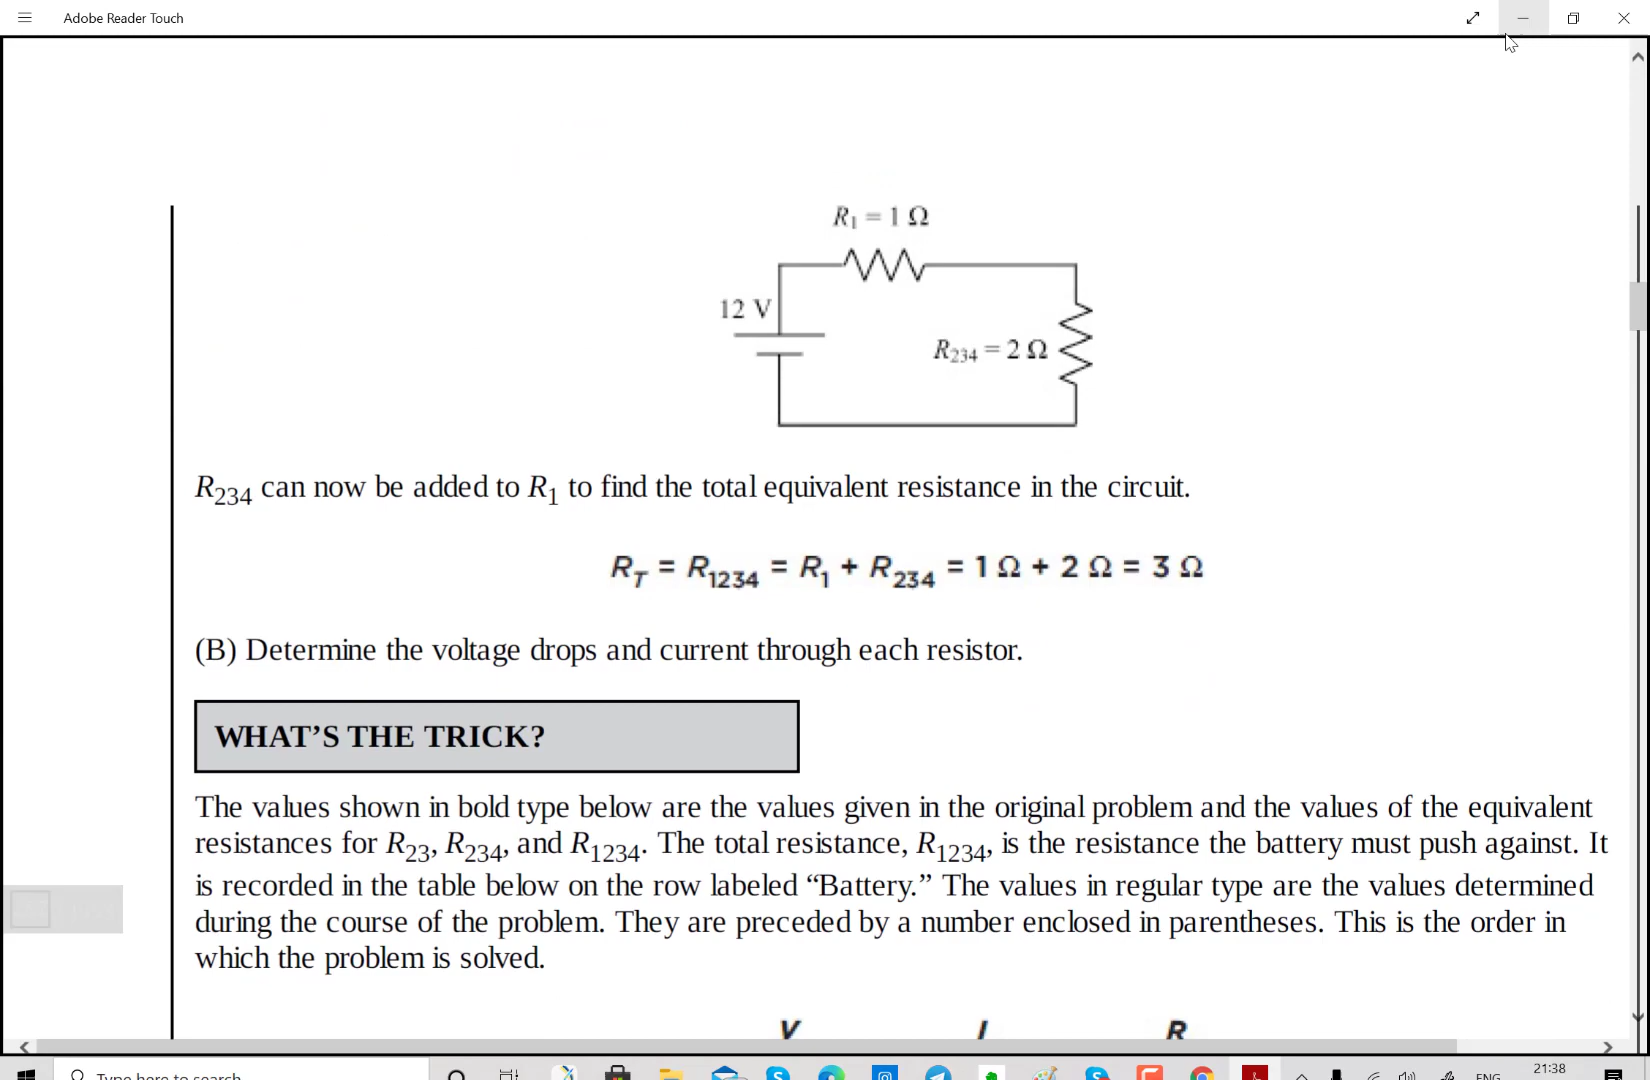 Adobe Reader Touch
R1 = 1 Ω
12 V
R234 = 2 Ω
R234 can now be added to R1 to find the total equivalent resistance in the circuit.
RT = R1234 = R1 + R234 = 1 Ω + 2 Ω = 3 Ω
(B) Determine the voltage drops and current through each resistor.
WHAT’S THE TRICK?
The values shown in bold type below are the values given in the original problem and the values of the equivalent
resistances for R23, R234, and R1234. The total resistance, R1234, is the resistance the battery must push against. It
is recorded in the table below on the row labeled “Battery.” The values in regular type are the values determined
during the course of the problem. They are preceded by a number enclosed in parentheses. This is the order in
which the problem is solved.
V I R
Type here to search
ENG
21:38